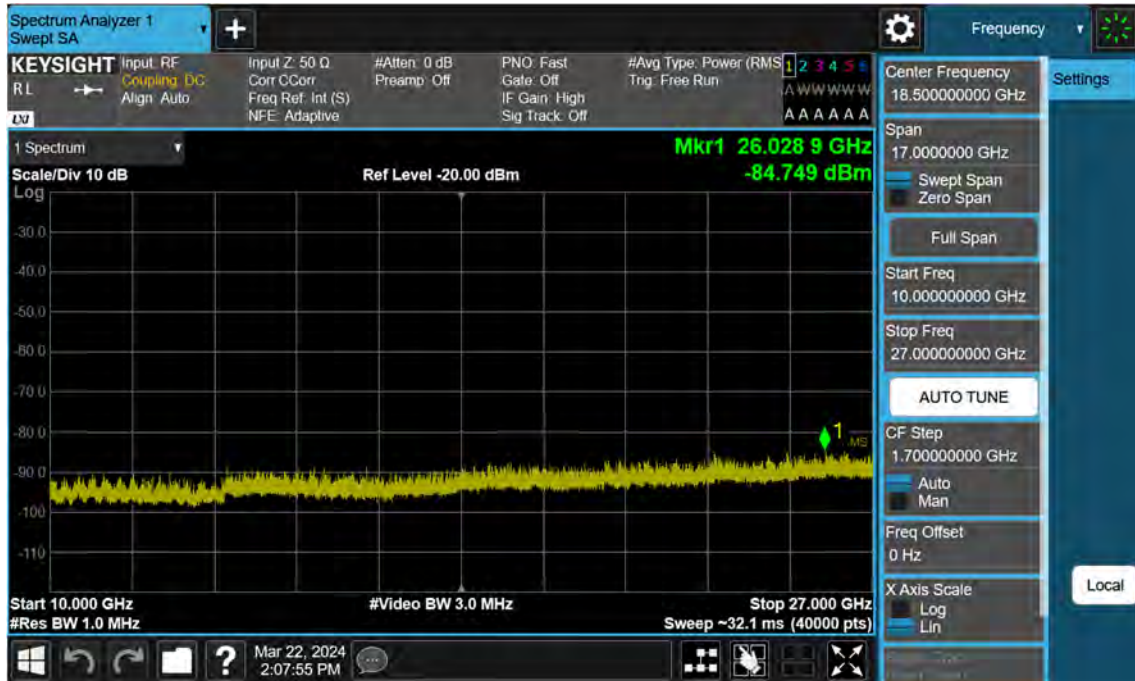 Spectrum Analyzer 1
Swept SA
+
Frequency
KEYSIGHT
RL
LXI
Input: RF
Coupling: DC
Align: Auto
Input Z: 50 Ω
Corr CCorr
Freq Ref: Int (S)
NFE: Adaptive
#Atten: 0 dB
Preamp: Off
PNO: Fast
Gate: Off
IF Gain: High
Sig Track: Off
#Avg Type: Power (RMS
Trig: Free Run
1 2 3 4 5 6
A W W W W W
A A A A A A
1 Spectrum
Mkr1 26.028 9 GHz
-84.749 dBm
Scale/Div 10 dB
Ref Level -20.00 dBm
Log
-30.0
-40.0
-50.0
-60.0
-70.0
-80.0
-90.0
-100
-110
1
Start 10.000 GHz
#Video BW 3.0 MHz
Stop 27.000 GHz
#Res BW 1.0 MHz
Sweep ~32.1 ms (40000 pts)
?
Mar 22, 2024
2:07:55 PM
Center Frequency
18.500000000 GHz
Span
17.0000000 GHz
Swept Span
Zero Span
Full Span
Start Freq
10.000000000 GHz
Stop Freq
27.000000000 GHz
AUTO TUNE
CF Step
1.700000000 GHz
Auto
Man
Freq Offset
0 Hz
X Axis Scale
Log
Lin
Settings
Local